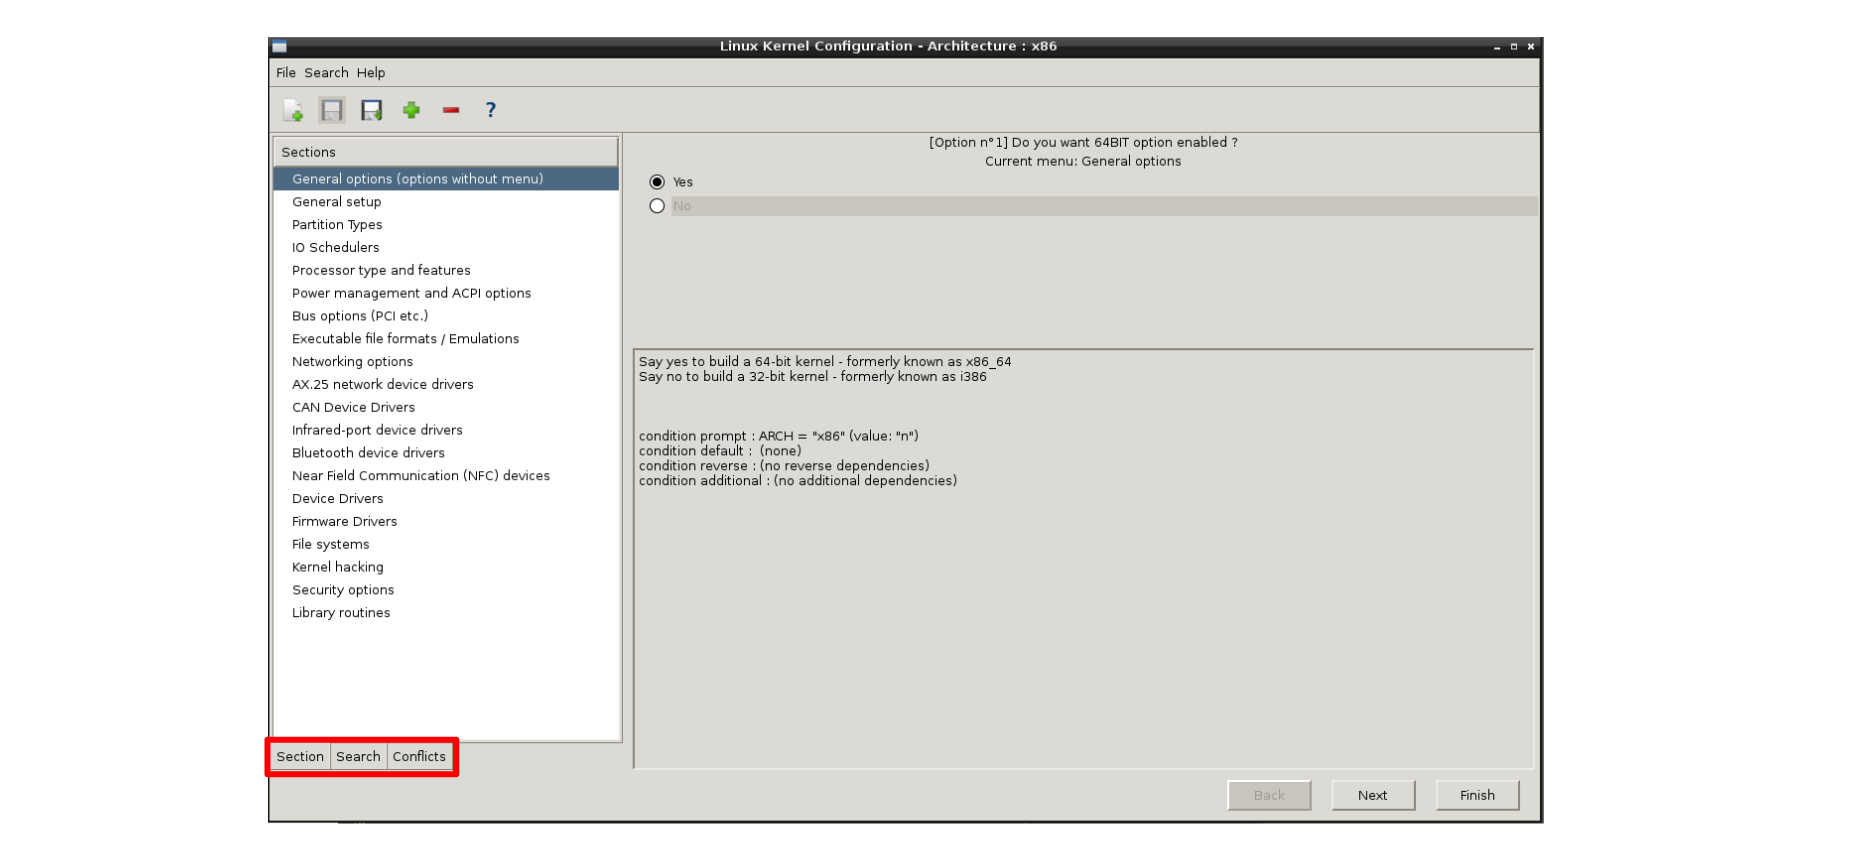 Linux Kernel Configuration - Architecture : x86
File Search Help
?
Sections
General options (options without menu)
General setup
Partition Types
IO Schedulers
Processor type and features
Power management and ACPI options
Bus options (PCI etc.)
Executable file formats / Emulations
Networking options
AX.25 network device drivers
CAN Device Drivers
Infrared-port device drivers
Bluetooth device drivers
Near Field Communication (NFC) devices
Device Drivers
Firmware Drivers
File systems
Kernel hacking
Security options
Library routines
Section Search Conflicts
[Option n°1] Do you want 64BIT option enabled ?
Current menu: General options
Yes
No
Say yes to build a 64-bit kernel - formerly known as x86_64
Say no to build a 32-bit kernel - formerly known as i386
condition prompt : ARCH = "x86" (value: "n")
condition default :  (none)
condition reverse : (no reverse dependencies)
condition additional : (no additional dependencies)
Back Next Finish